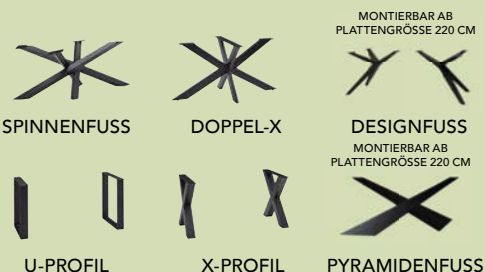 MONTIERBAR AB
PLATTENGRÖSSE 220 CM
SPINNENFUSS
DOPPEL-X
DESIGNFUSS
MONTIERBAR AB
PLATTENGRÖSSE 220 CM
U-PROFIL
X-PROFIL
PYRAMIDENFUSS